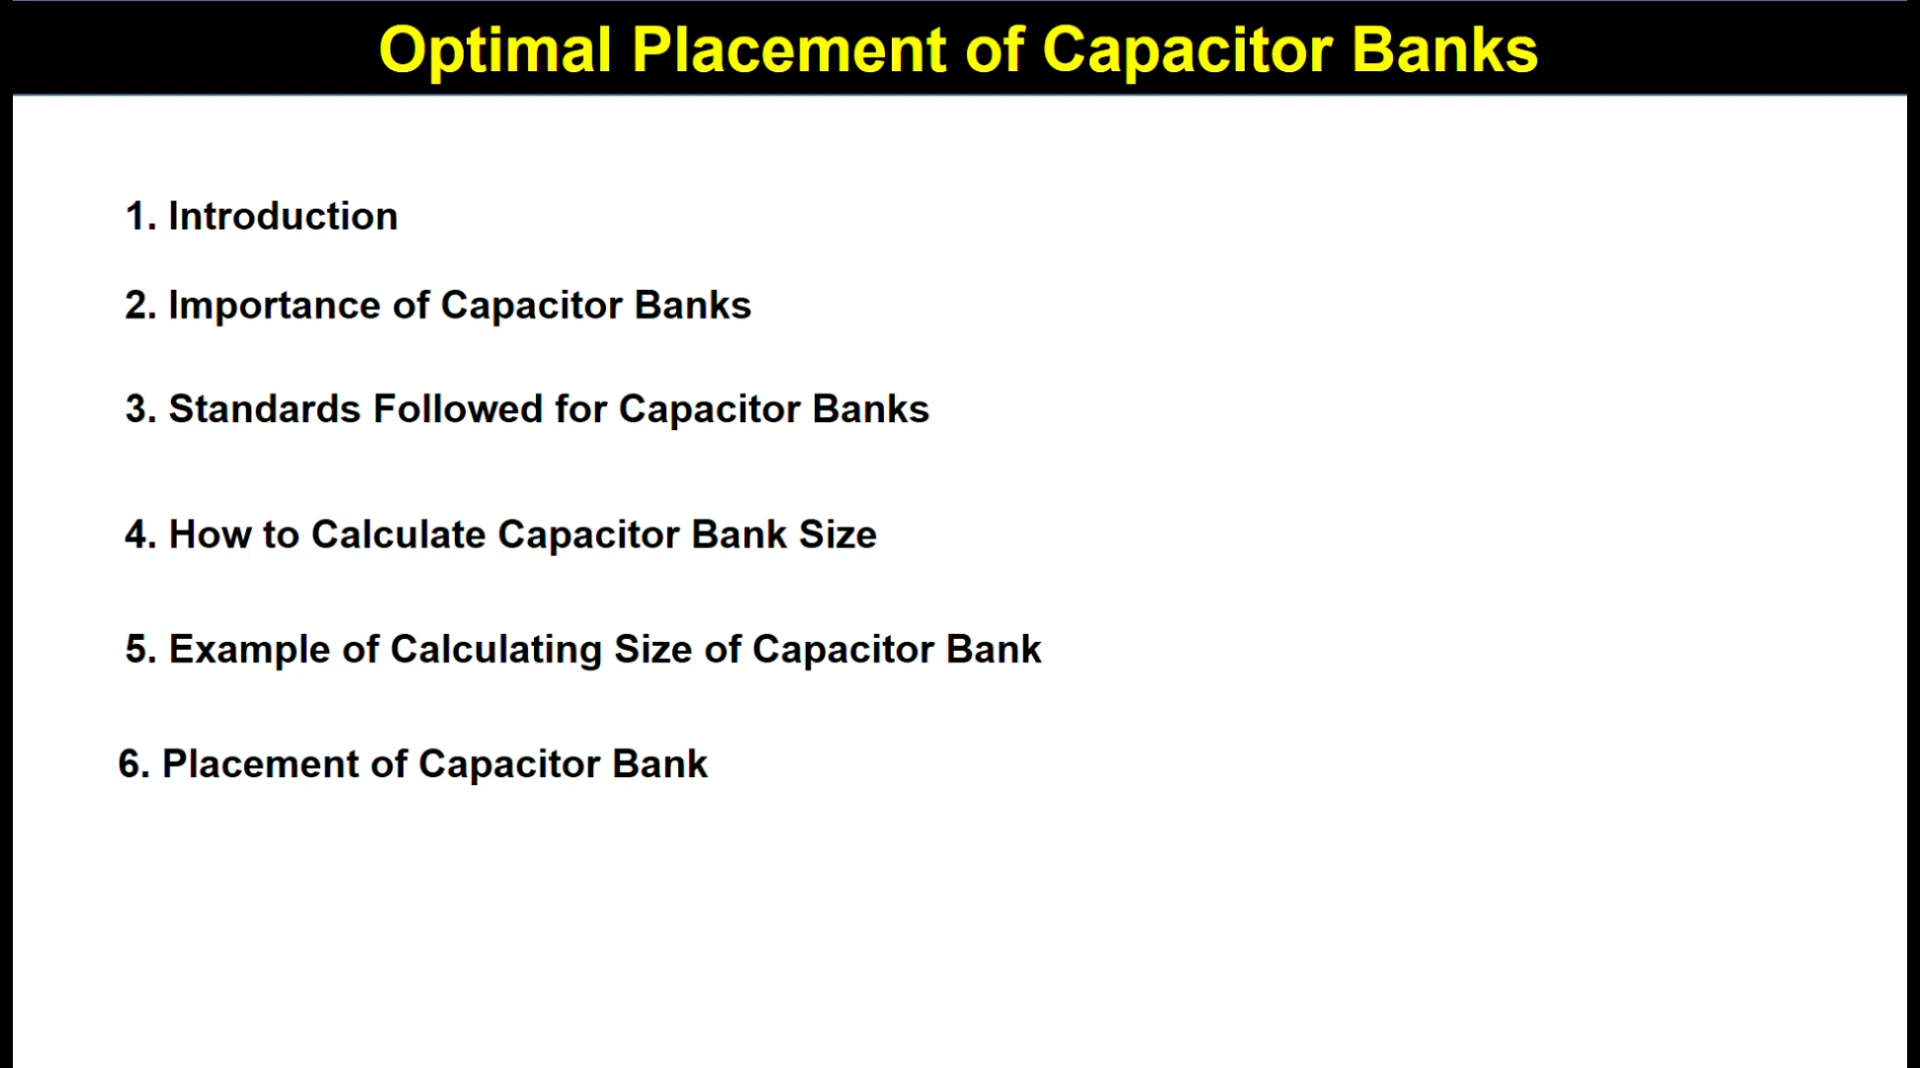 Optimal Placement of Capacitor Banks
1. Introduction
2. Importance of Capacitor Banks
3. Standards Followed for Capacitor Banks
4. How to Calculate Capacitor Bank Size
5. Example of Calculating Size of Capacitor Bank
6. Placement of Capacitor Bank